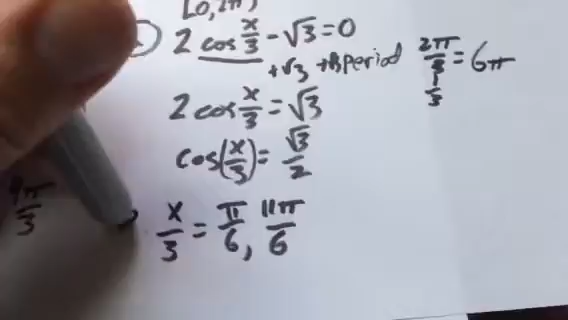 [0, 2π)
2 cos x/3 - √3 = 0
+√3 +√3 period 2π/(1/3) = 6π
2 cos x/3 = √3
cos(x/3) = √3/2
x/3 = π/6, 11π/6
π/3